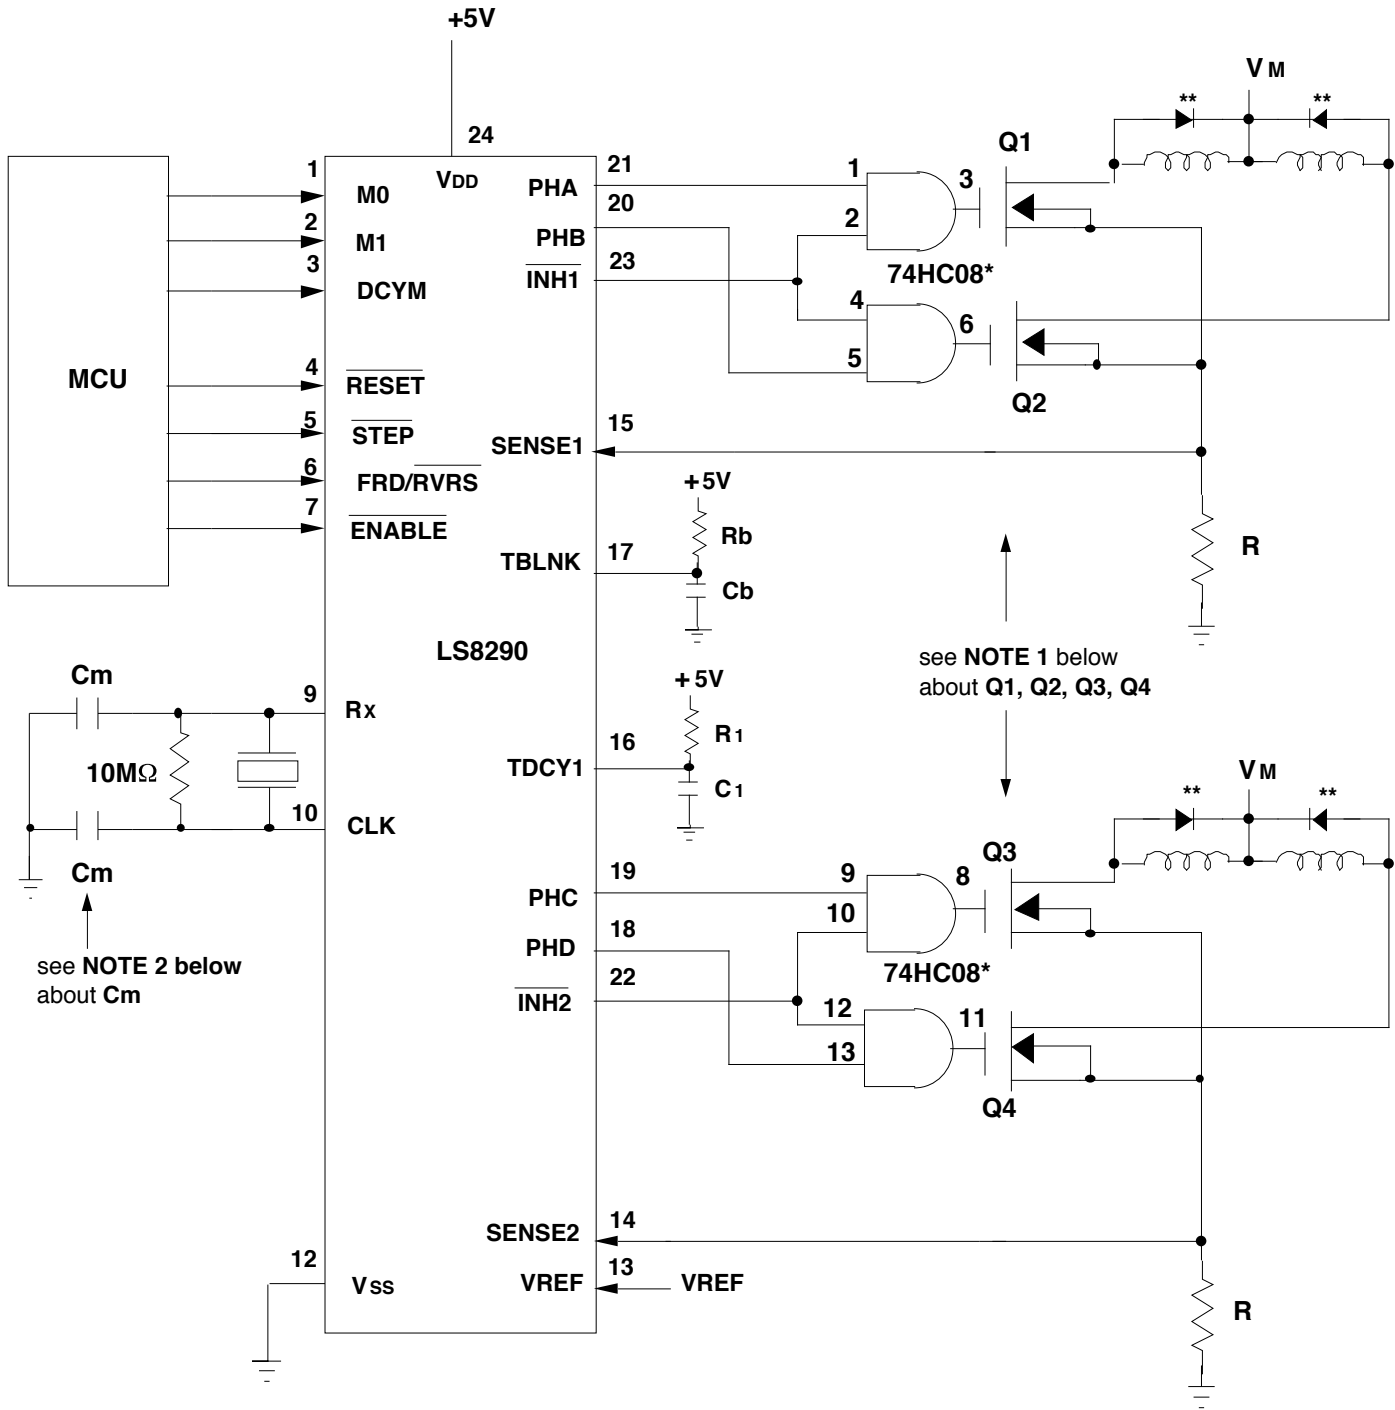 +5V
24
VDD
MCU
1
M0
2
M1
3
DCYM
4
RESET
5
STEP
6
FRD/RVRS
7
ENABLE
LS8290
Cm
9
Rx
10MΩ
10
CLK
Cm
see NOTE 2 below
about Cm
12
Vss
21
PHA
20
PHB
23
INH1
15
SENSE1
+5V
Rb
17
TBLNK
Cb
+5V
R1
16
TDCY1
C1
19
PHC
18
PHD
22
INH2
14
SENSE2
13
VREF
VREF
1
2
3
74HC08*
4
5
6
Q1
Q2
VM
**
**
R
see NOTE 1 below
about Q1, Q2, Q3, Q4
9
10
8
74HC08*
12
13
11
Q3
Q4
VM
**
**
R